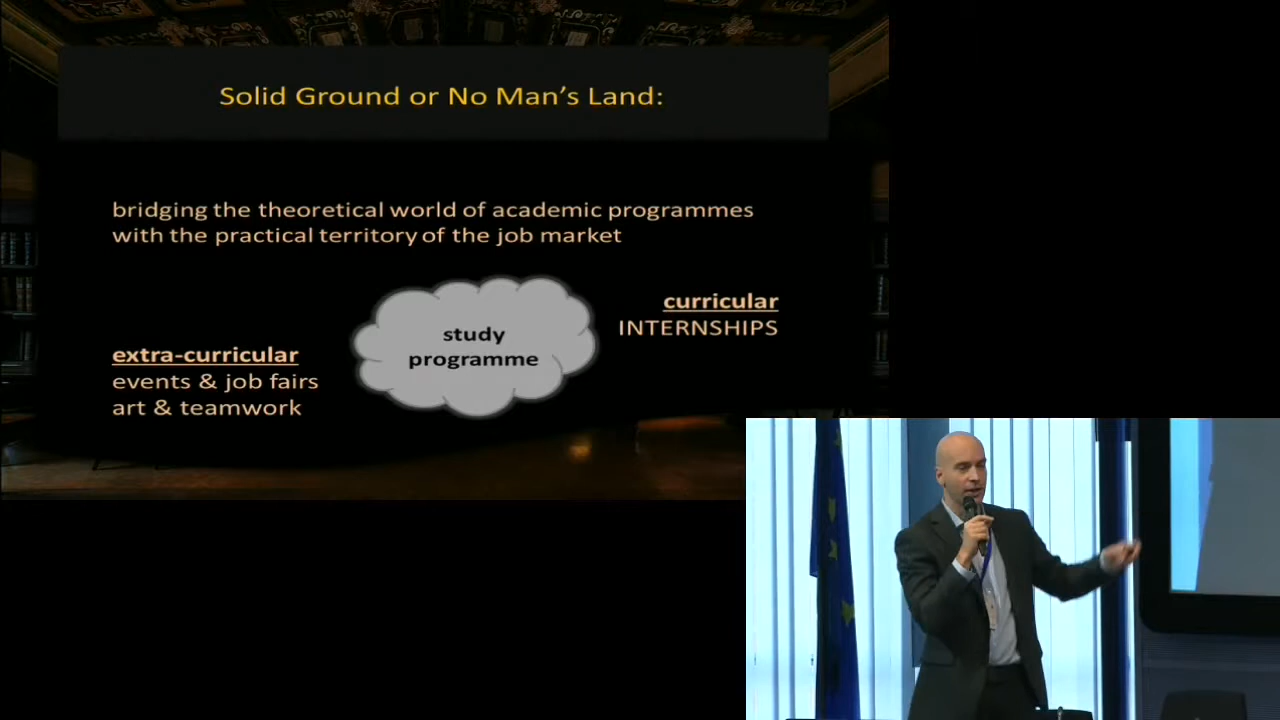 Solid Ground or No Man's Land:
bridging the theoretical world of academic programmes
with the practical territory of the job market
study
programme
curricular
INTERNSHIPS
extra-curricular
events & job fairs
art & teamwork